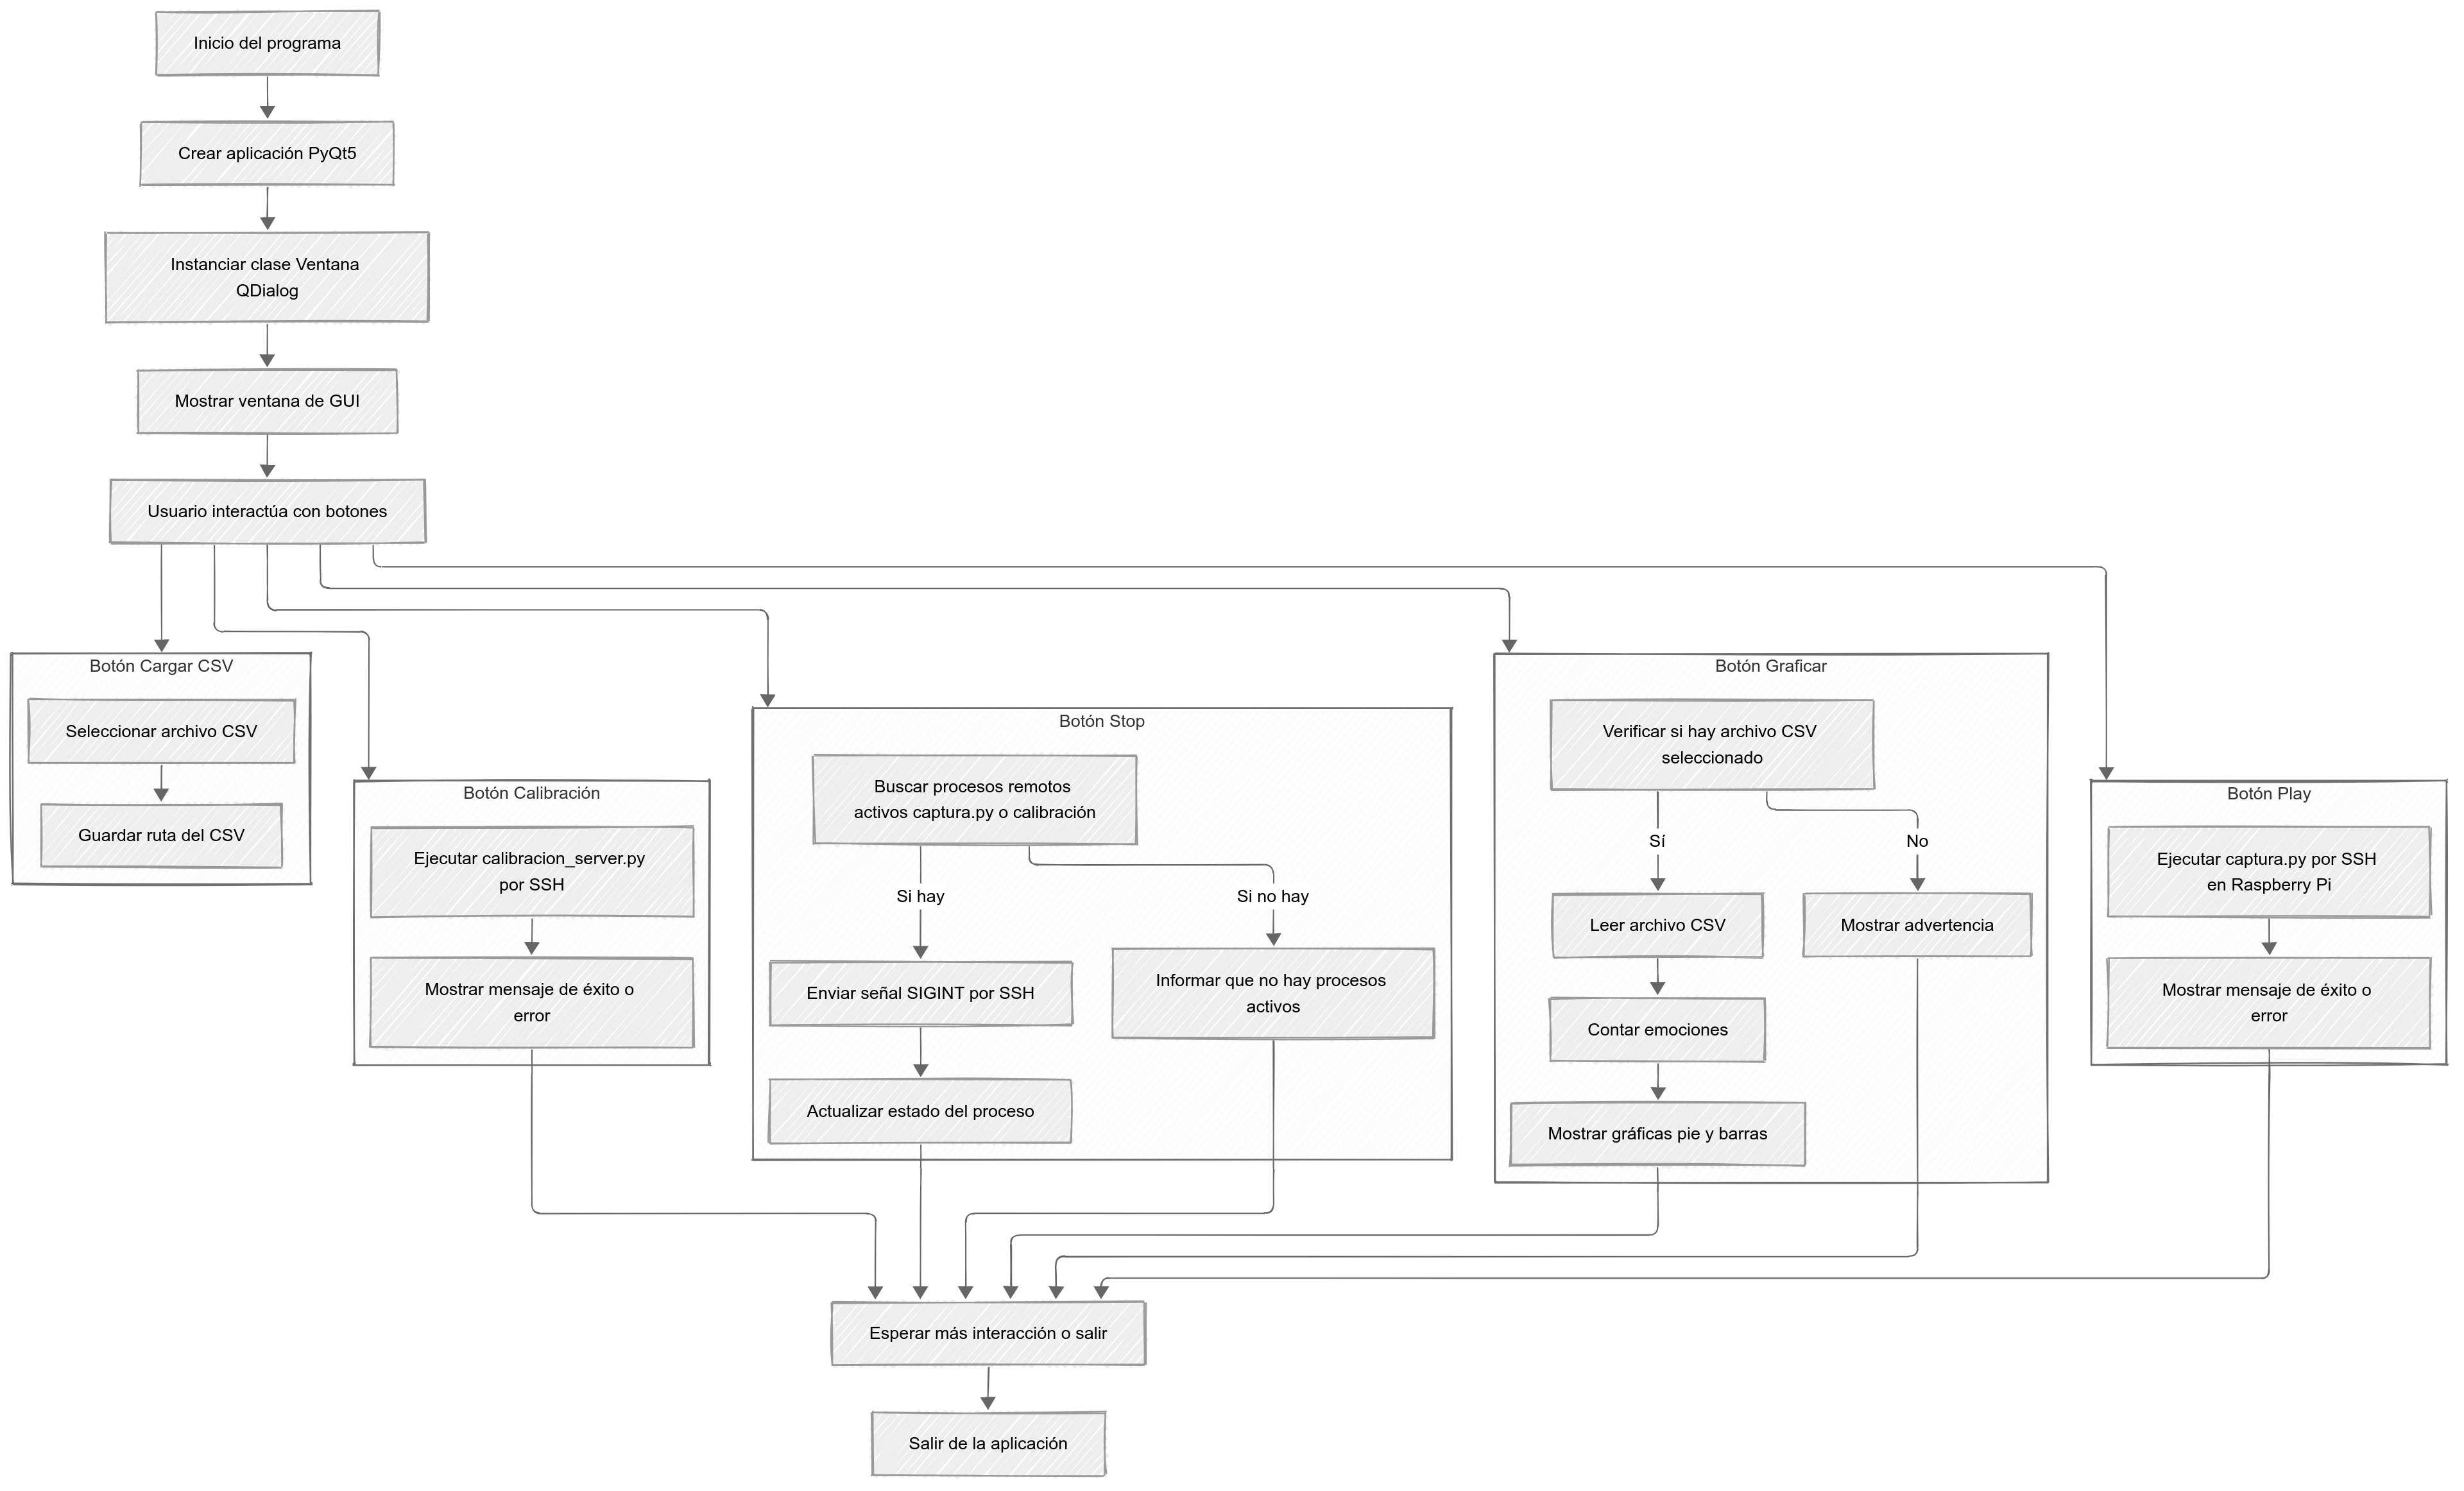 Inicio del programa
Crear aplicación PyQt5
Instanciar clase Ventana
QDialog
Mostrar ventana de GUI
Usuario interactúa con botones
Botón Cargar CSV
Seleccionar archivo CSV
Guardar ruta del CSV
Botón Calibración
Ejecutar calibracion_server.py
por SSH
Mostrar mensaje de éxito o
error
Botón Stop
Buscar procesos remotos
activos captura.py o calibración
Si hay
Si no hay
Enviar señal SIGINT por SSH
Informar que no hay procesos
activos
Actualizar estado del proceso
Botón Graficar
Verificar si hay archivo CSV
seleccionado
Sí
No
Leer archivo CSV
Mostrar advertencia
Contar emociones
Mostrar gráficas pie y barras
Botón Play
Ejecutar captura.py por SSH
en Raspberry Pi
Mostrar mensaje de éxito o
error
Esperar más interacción o salir
Salir de la aplicación